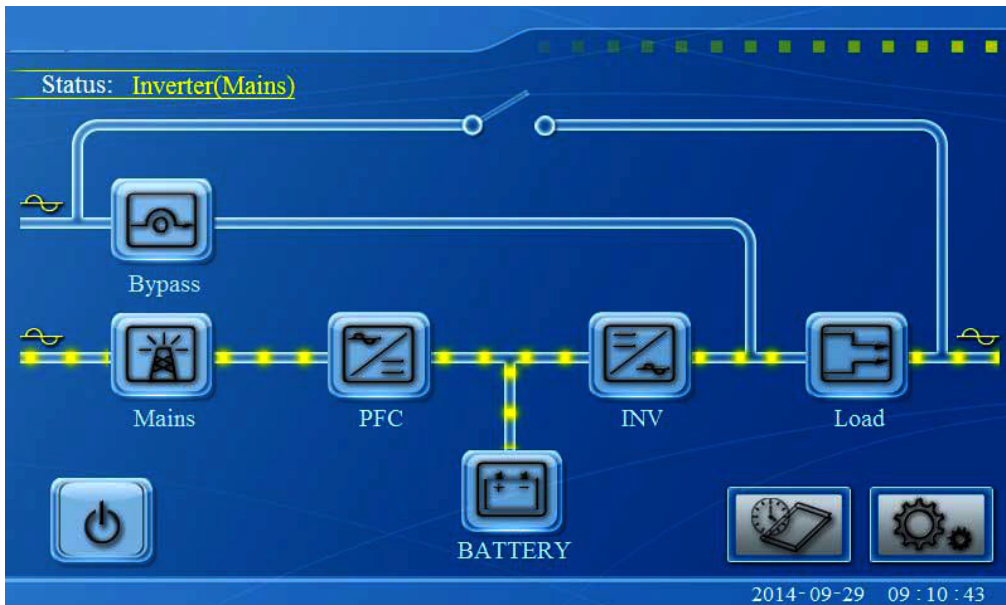 Status: Inverter(Mains)
Bypass
Mains PFC INV Load
BATTERY
2014-09-29 09:10:43